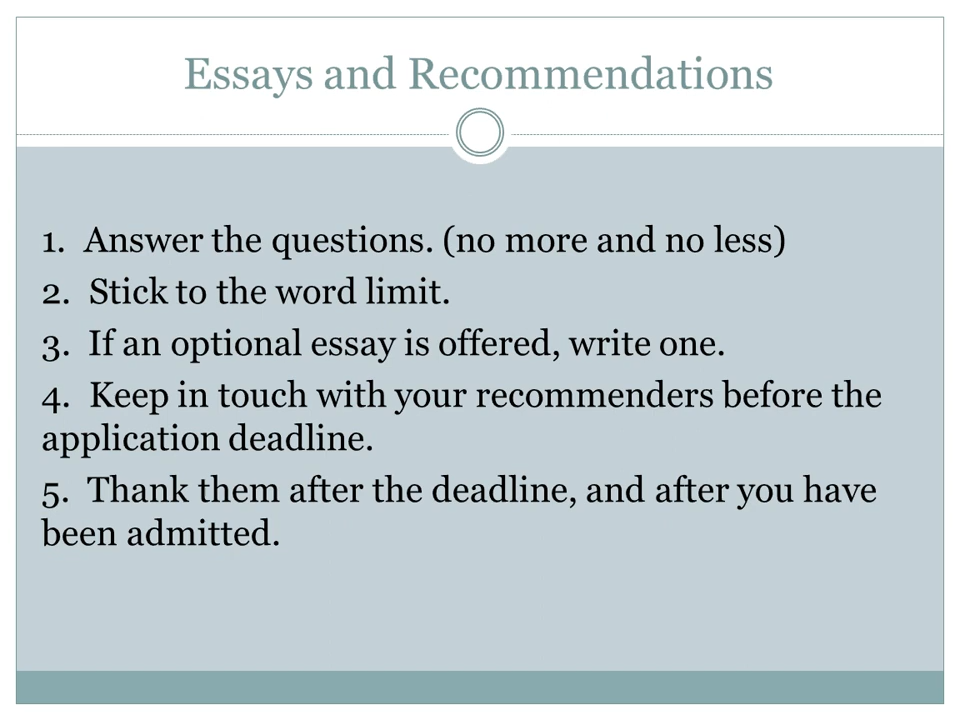 Essays and Recommendations
1. Answer the questions. (no more and no less)
2. Stick to the word limit.
3. If an optional essay is offered, write one.
4. Keep in touch with your recommenders before the
application deadline.
5. Thank them after the deadline, and after you have
been admitted.